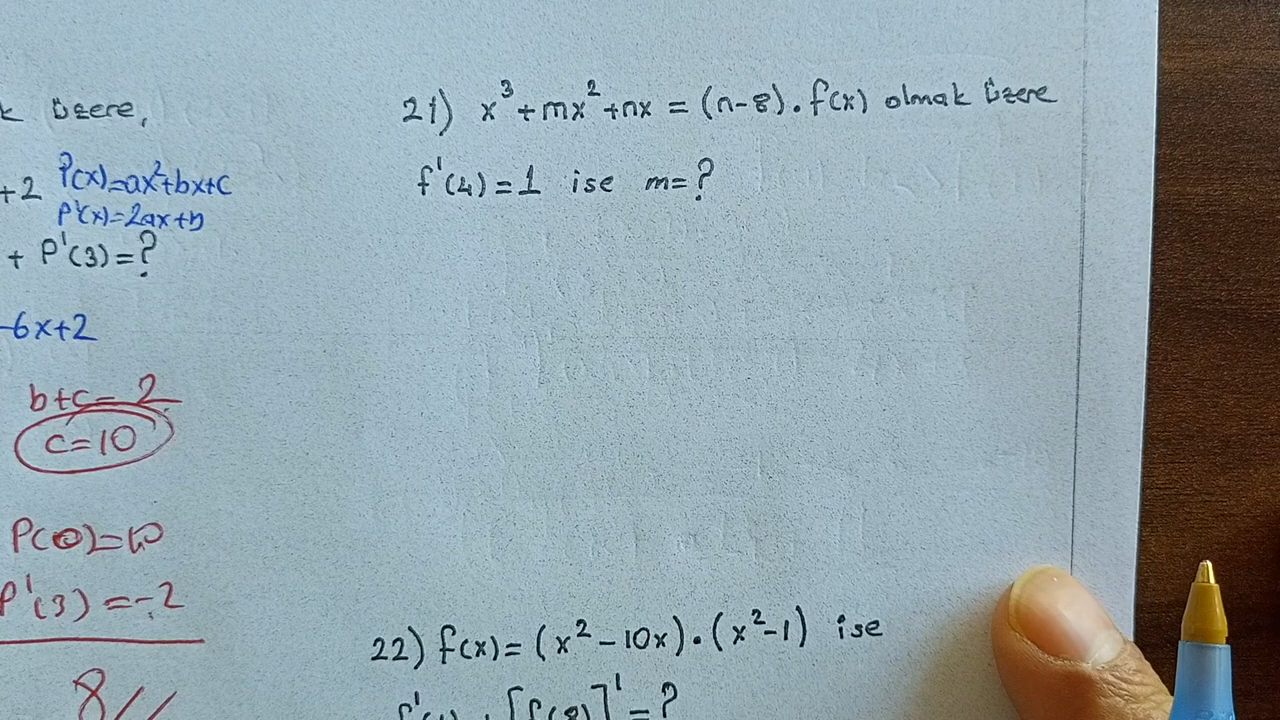 k üzere,
+2 P(x)=ax²+bx+c
P'(x)=2ax+b
+ P'(3)=?
-6x+2
b+c=2
c=10
P(0)=10
P'(3)=-2
8//
21) x³+mx²+nx = (n-8).f(x) olmak üzere
f'(4)=1 ise m=?
22) f(x)=(x²-10x).(x²-1) ise
]'=?